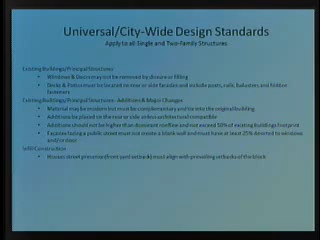 Universal/City-Wide Design Standards
Apply to all Single and Two-family Structures
Existing Buildings/Principal Structures
• Windows & Doors may not be removed by closure or filling
• Decks & Patios must be located no rear or side facades and include posts, rails, balusters and hidden
fasteners
Existing Buildings/Principal Structures - Additions & Major Changes
• Material may be modern but must be complementary and tie into the original building
• Additions by placed on the rear or side unless architectural compatible
• Additions should not be higher than dominant roofline and not exceed 50% of existing buildings footprint
• Facades facing a public street must not create a blank wall and must have at least 25% devoted to windows
and/or door
Infill Construction
• Houses street presence (front yard setback) must align with prevailing setbacks of the block